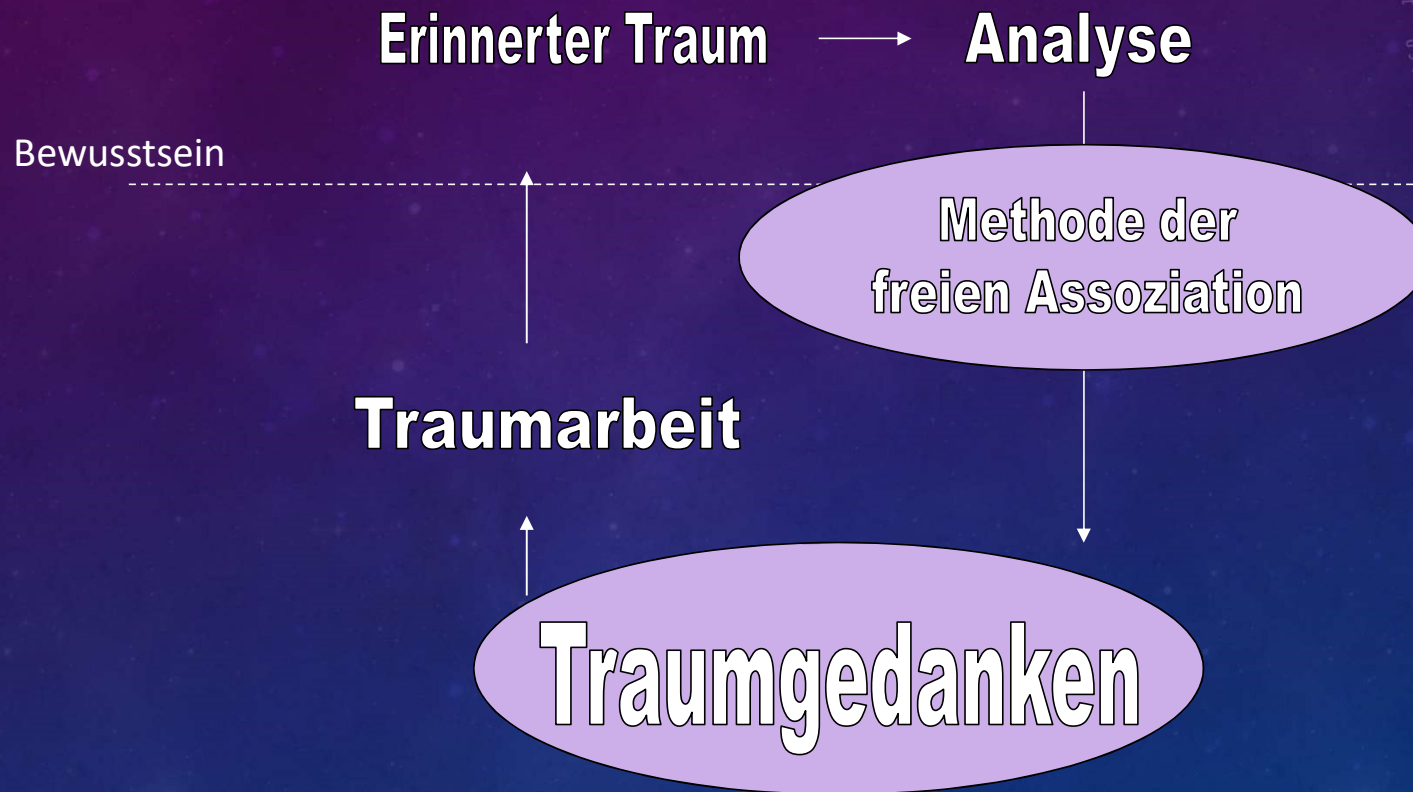 Erinnerter Traum
Analyse
Bewusstsein
Methode der
freien Assoziation
Traumarbeit
Traumgedanken